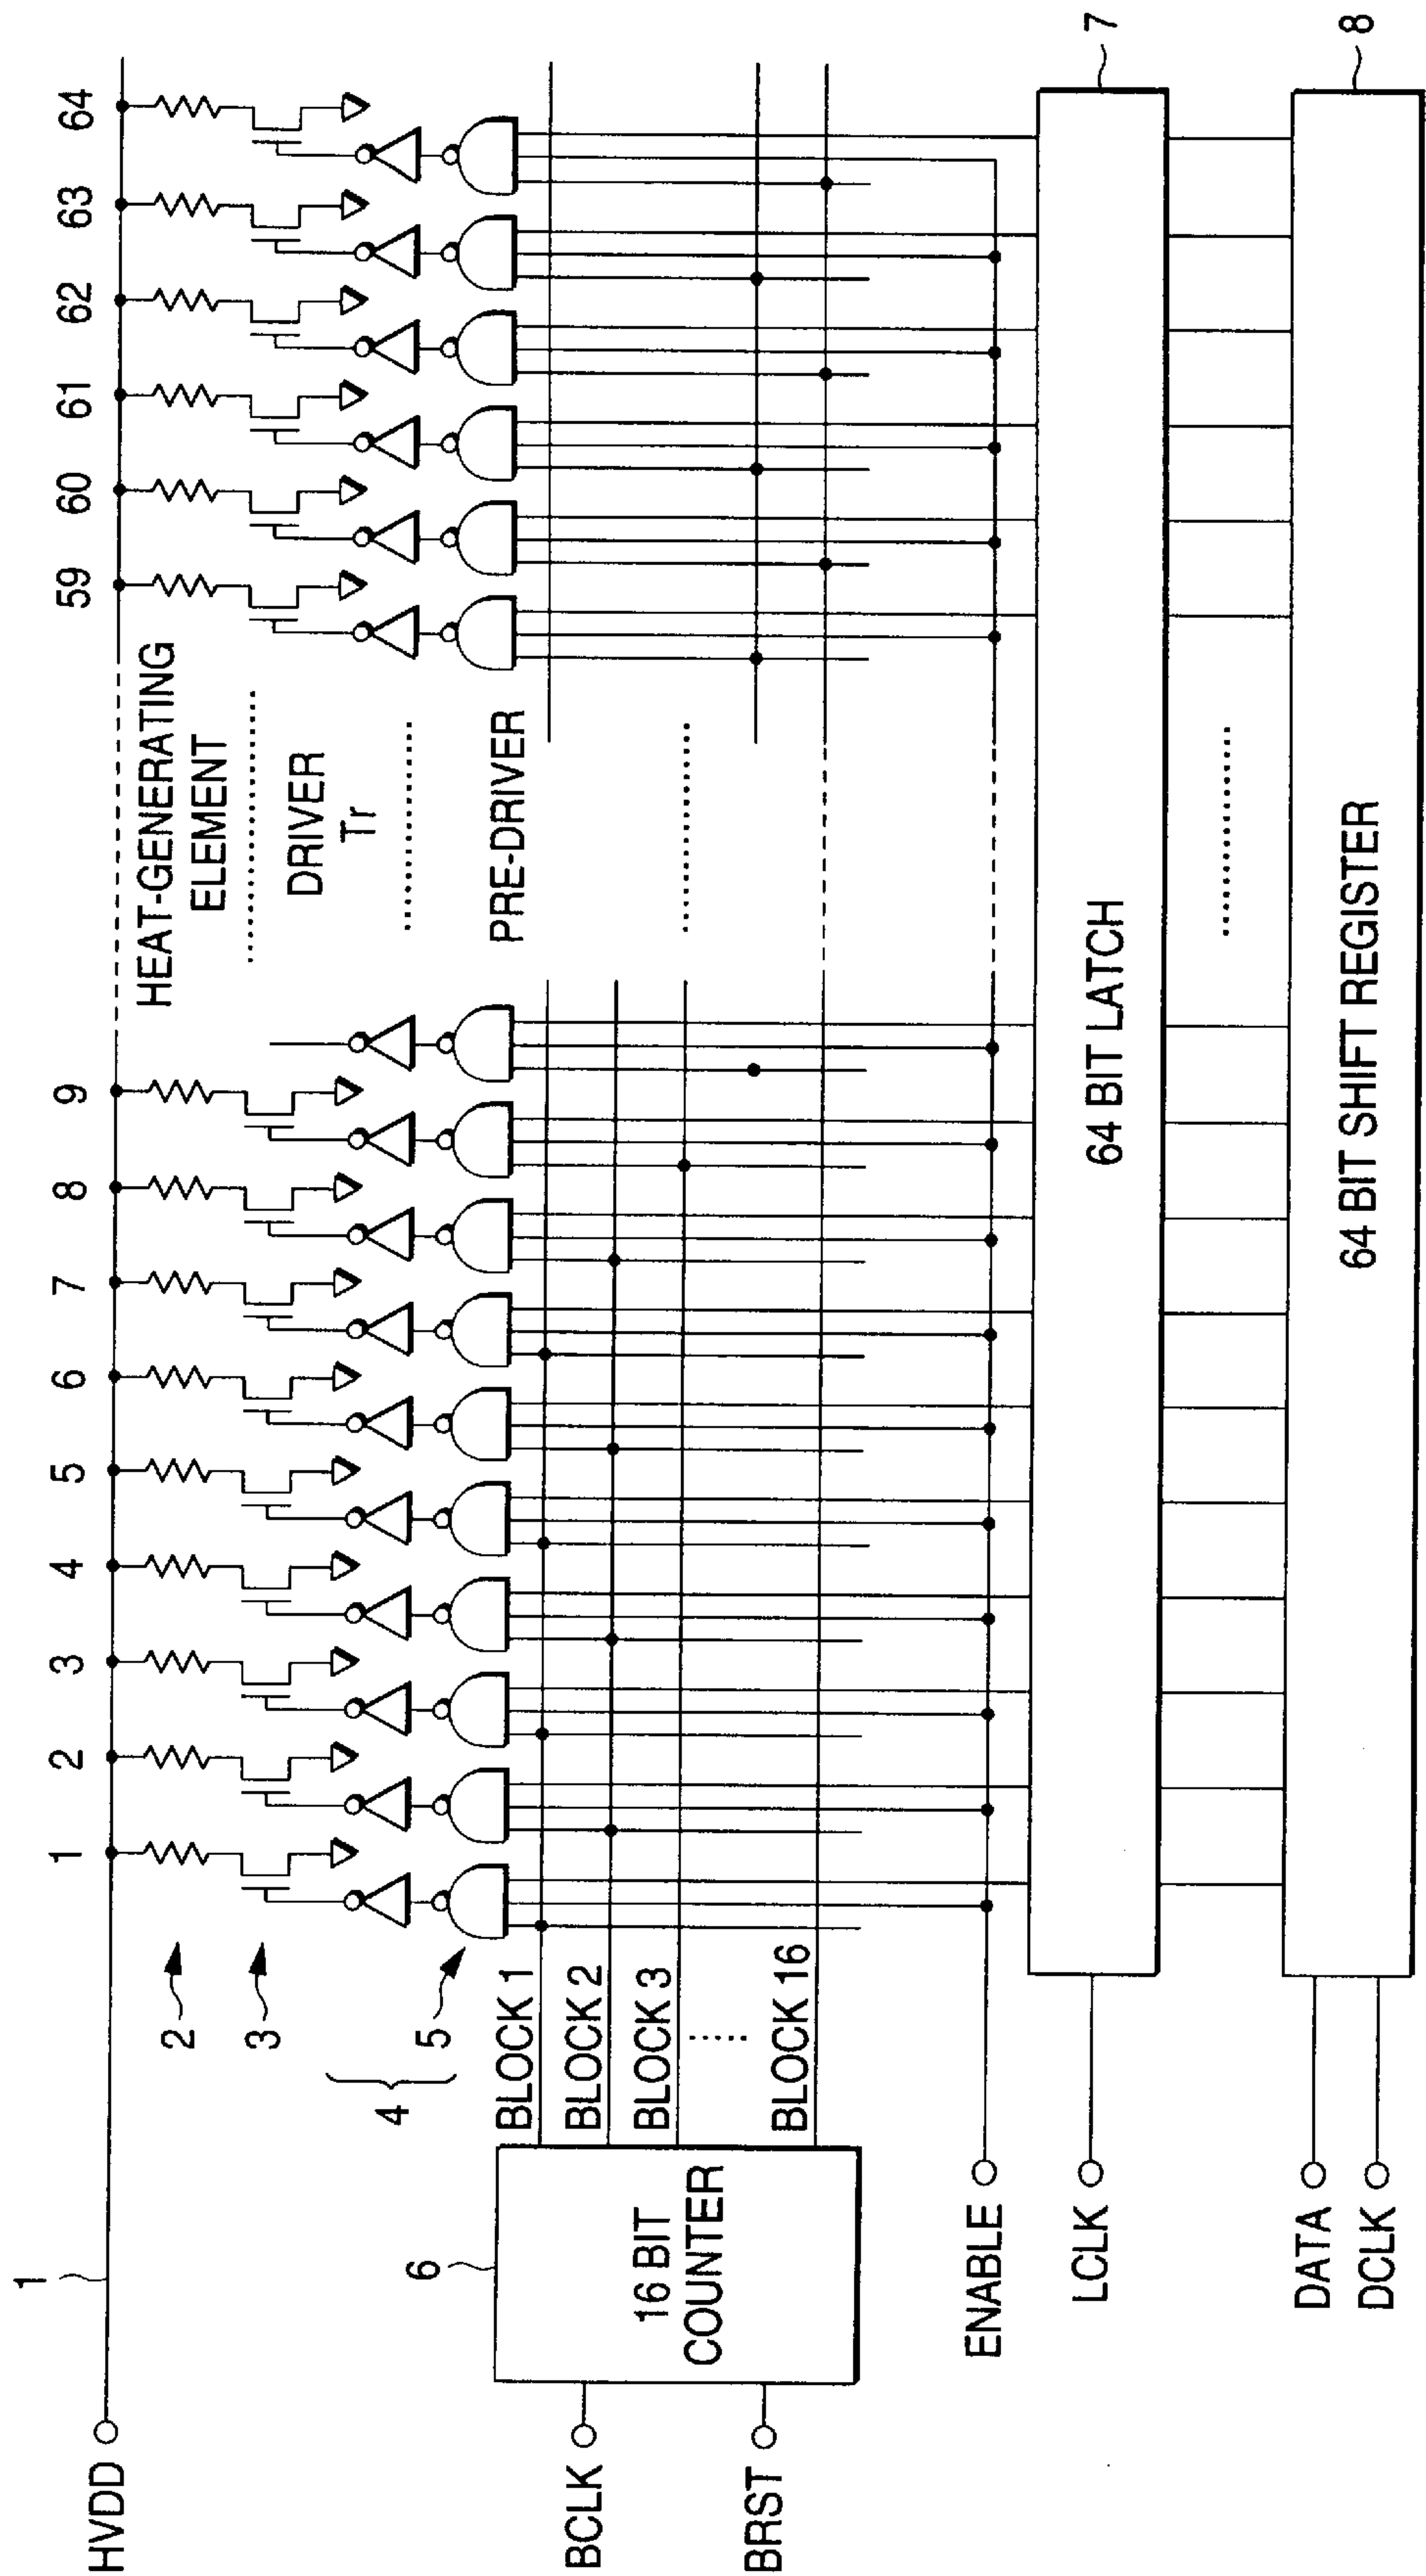 HVDD
1
1 2 3 4 5 6 7 8 9 59 60 61 62 63 64
HEAT-GENERATING
ELEMENT
2
3
DRIVER
Tr
4
5
PRE-DRIVER
BLOCK 1
BLOCK 2
BLOCK 3
BLOCK 16
6
16 BIT
COUNTER
BCLK
BRST
ENABLE
LCLK
64 BIT LATCH
7
DATA
DCLK
64 BIT SHIFT REGISTER
8